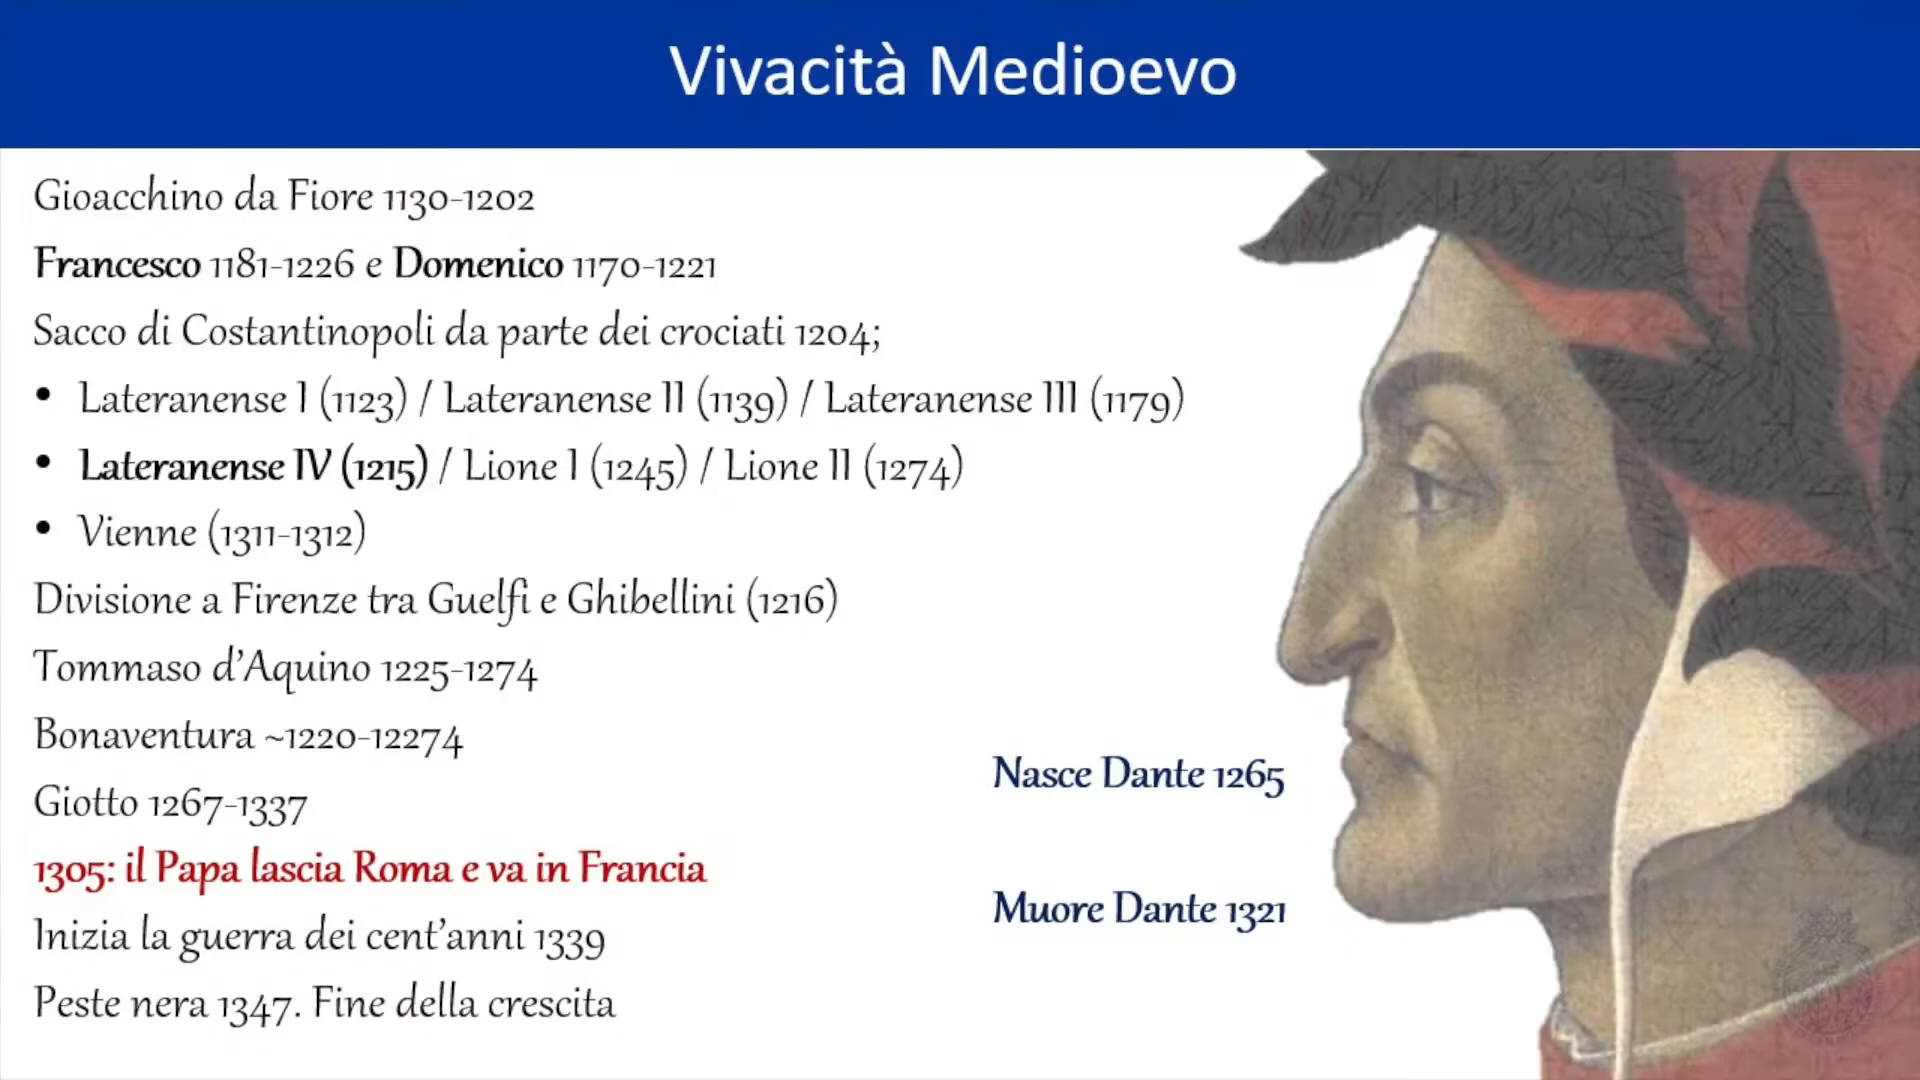 Vivacità Medioevo
Gioacchino da Fiore 1130-1202
Francesco 1181-1226 e Domenico 1170-1221
Sacco di Costantinopoli da parte dei crociati 1204;
• Lateranense I (1123) / Lateranense II (1139) / Lateranense III (1179)
• Lateranense IV (1215) / Lione I (1245) / Lione II (1274)
• Vienne (1311-1312)
Divisione a Firenze tra Guelfi e Ghibellini (1216)
Tommaso d'Aquino 1225-1274
Bonaventura ~1220-12274
Giotto 1267-1337
1305: il Papa lascia Roma e va in Francia
Inizia la guerra dei cent'anni 1339
Peste nera 1347. Fine della crescita
Nasce Dante 1265
Muore Dante 1321